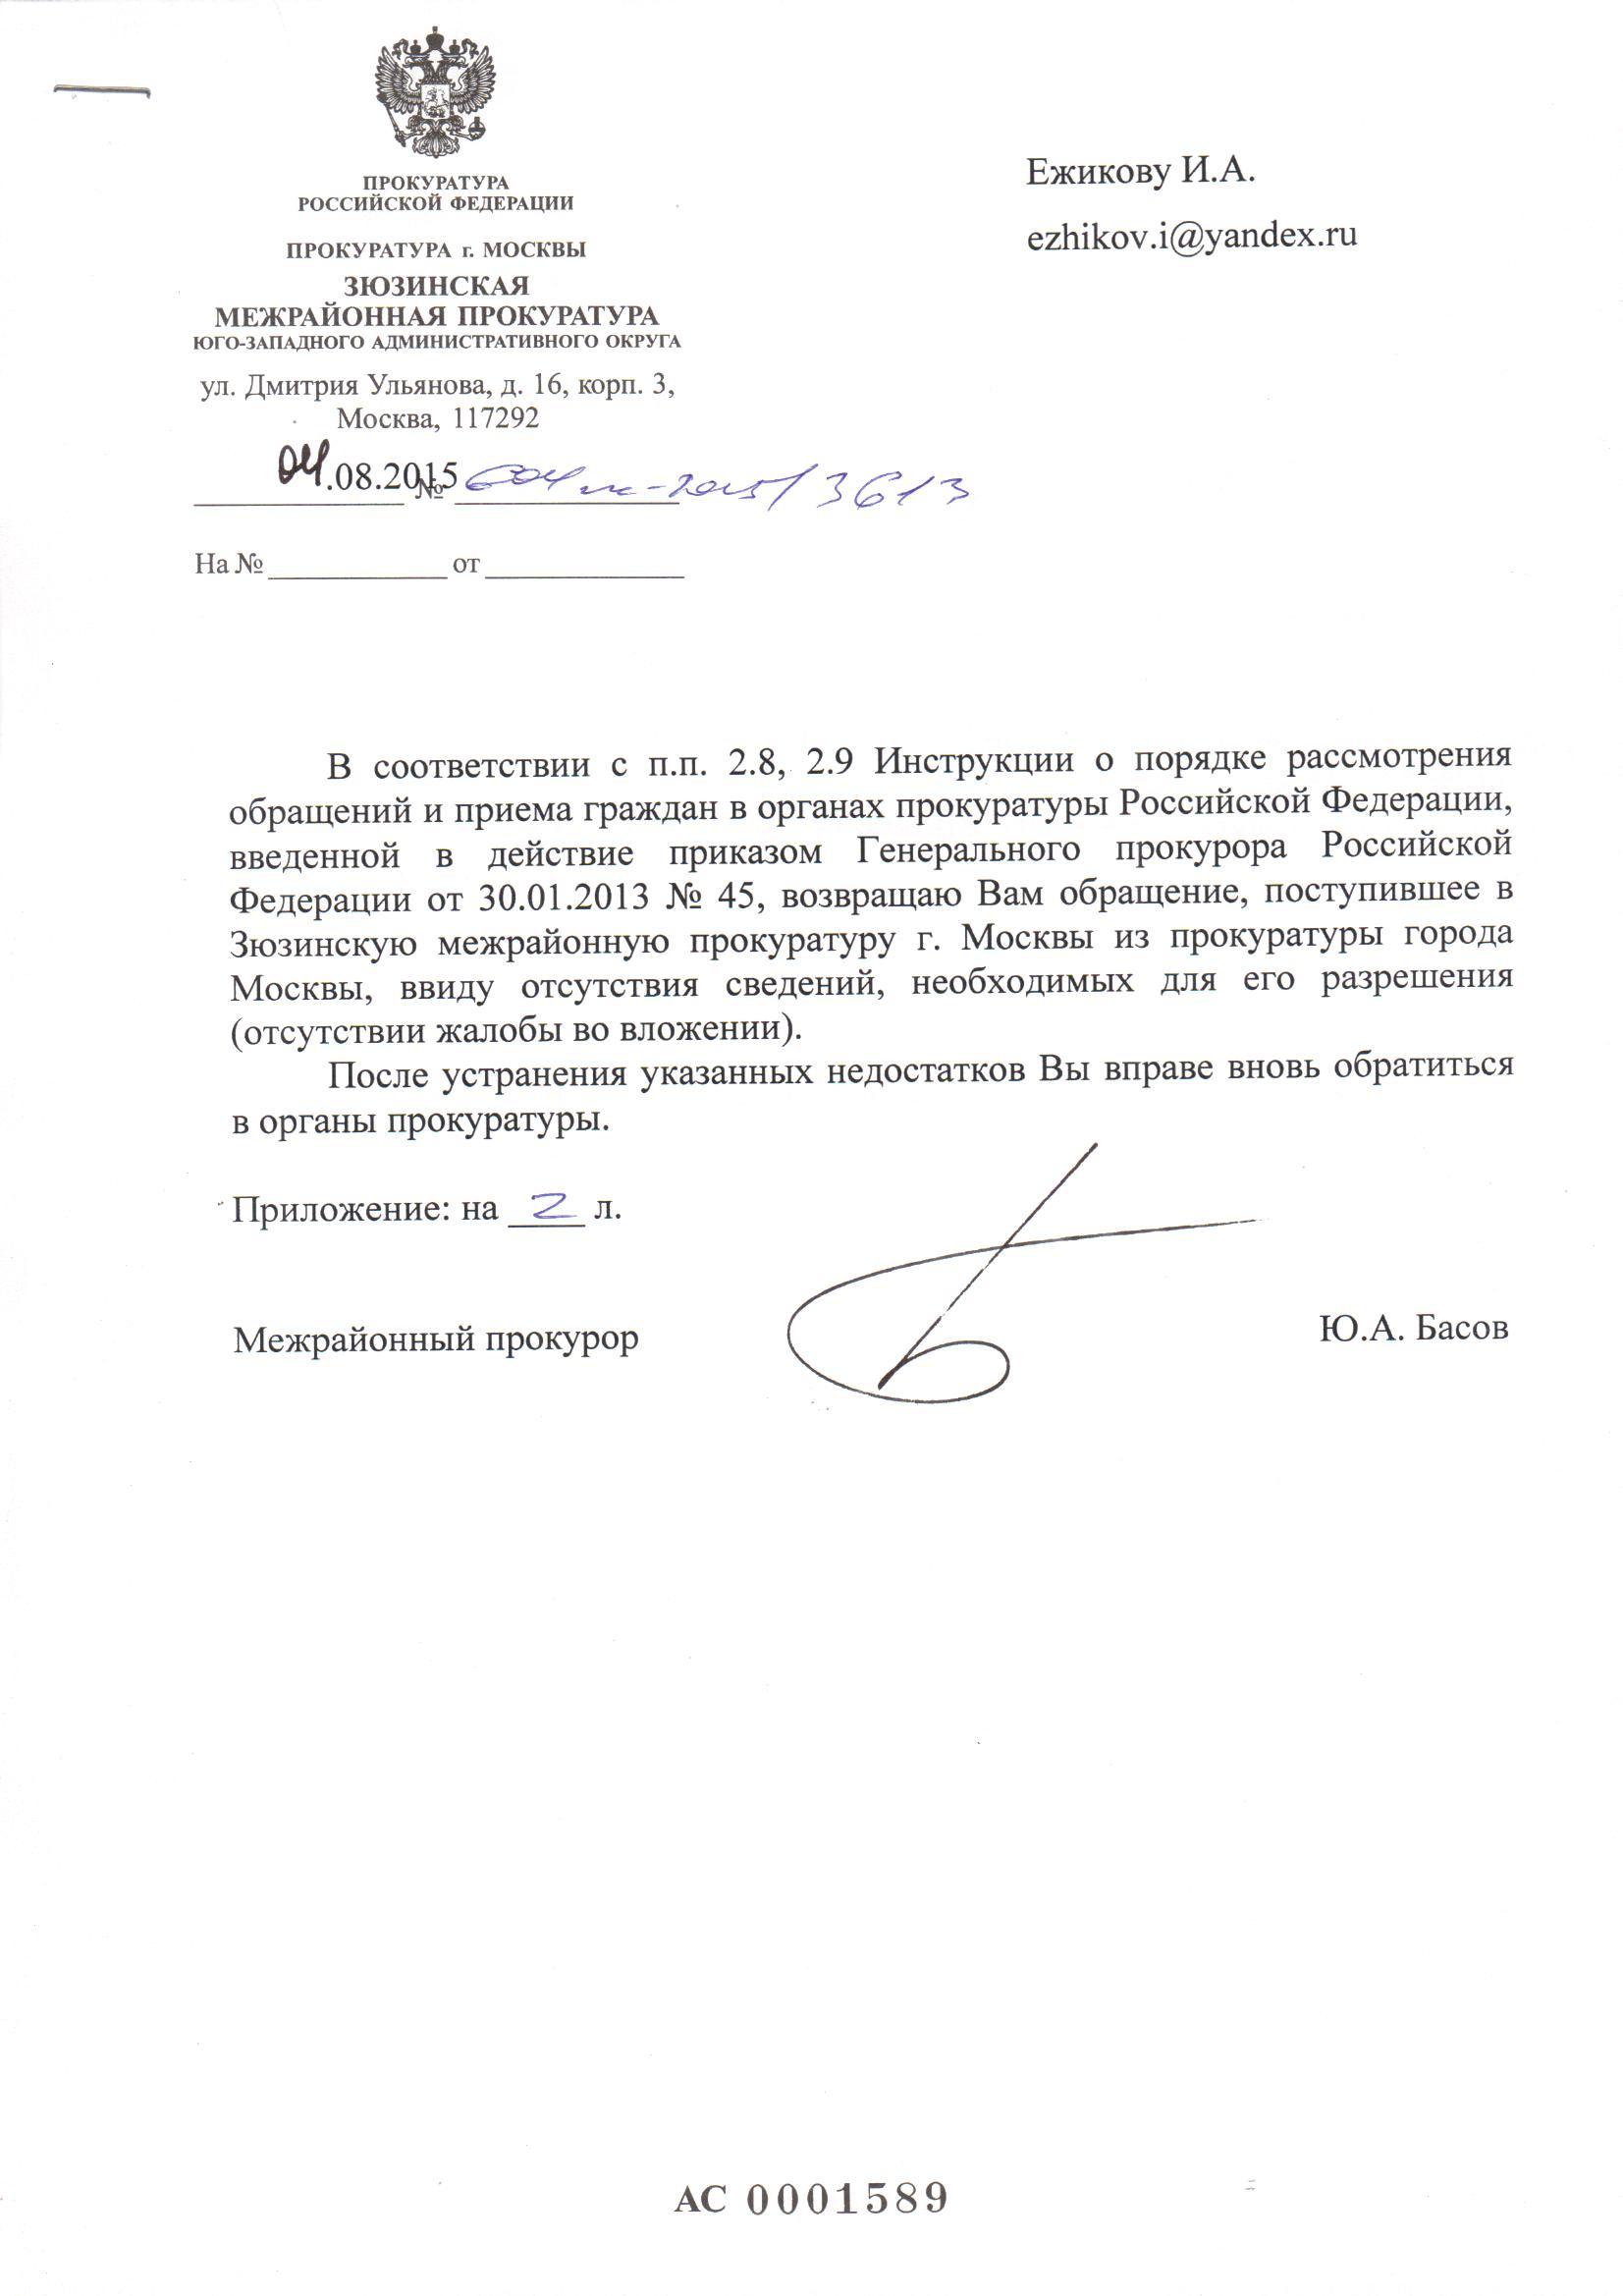 ПРОКУРАТУРА
РОССИЙСКОЙ ФЕДЕРАЦИИ
ПРОКУРАТУРА г. МОСКВЫ
ЗЮЗИНСКАЯ
МЕЖРАЙОННАЯ ПРОКУРАТУРА
ЮГО-ЗАПАДНОГО АДМИНИСТРАТИВНОГО ОКРУГА
ул. Дмитрия Ульянова, д. 16, корп. 3,
Москва, 117292
04.08.2015 № -2015/3613
На № от
Ежикову И.А.
ezhikov.i@yandex.ru
В соответствии с п.п. 2.8, 2.9 Инструкции о порядке рассмотрения
обращений и приема граждан в органах прокуратуры Российской Федерации,
введенной в действие приказом Генерального прокурора Российской
Федерации от 30.01.2013 № 45, возвращаю Вам обращение, поступившее в
Зюзинскую межрайонную прокуратуру г. Москвы из прокуратуры города
Москвы, ввиду отсутствия сведений, необходимых для его разрешения
(отсутствии жалобы во вложении).
После устранения указанных недостатков Вы вправе вновь обратиться
в органы прокуратуры.
Приложение: на 2 л.
Межрайонный прокурор Ю.А. Басов
АС 0001589